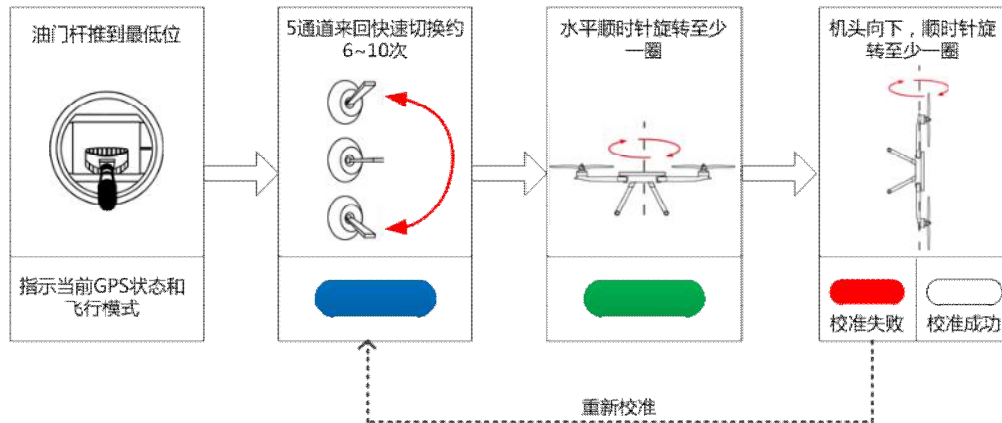 油门杆推到最低位
5通道来回快速切换约
6~10次
水平顺时针旋转至少
一圈
机头向下，顺时针旋
转至少一圈
指示当前GPS状态和
飞行模式
校准失败
校准成功
重新校准